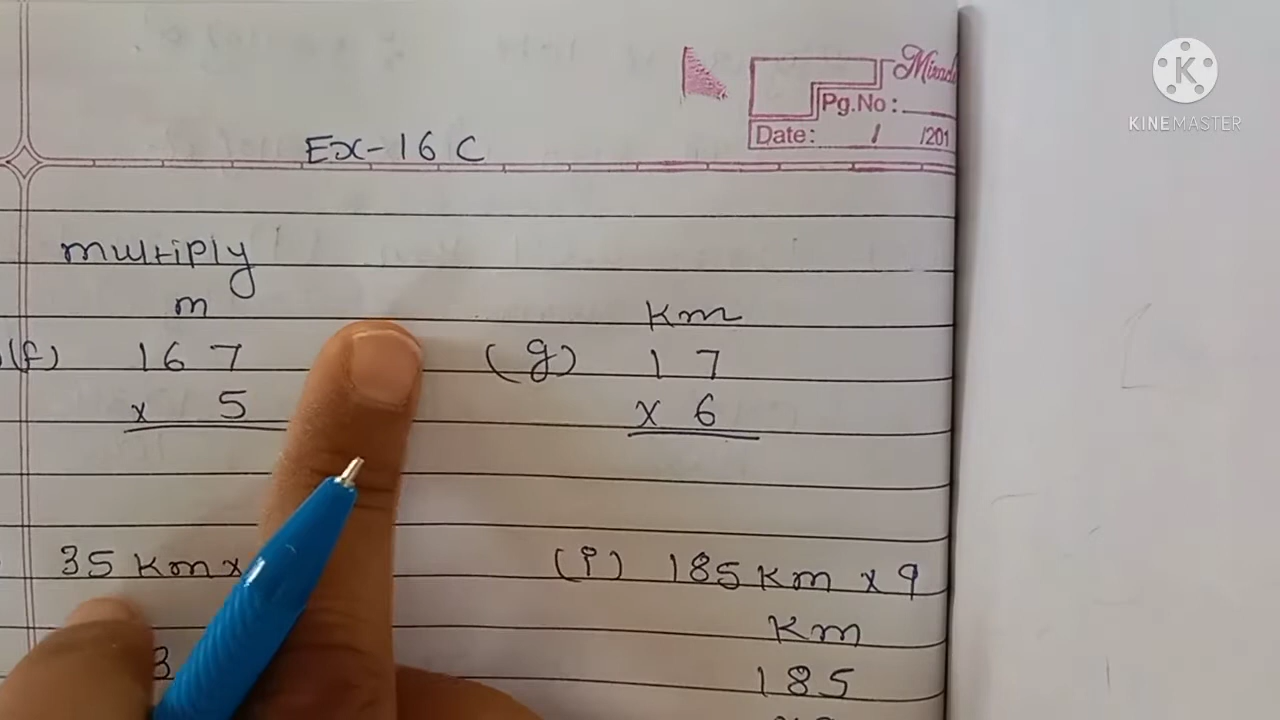 K
KINEMASTER
Pg.No :
Date: / /201
Ex-16 C
multiply
m
(f) 167
x 5
km
(g) 17
x 6
35 km x
(i) 185 km x 9
km
185